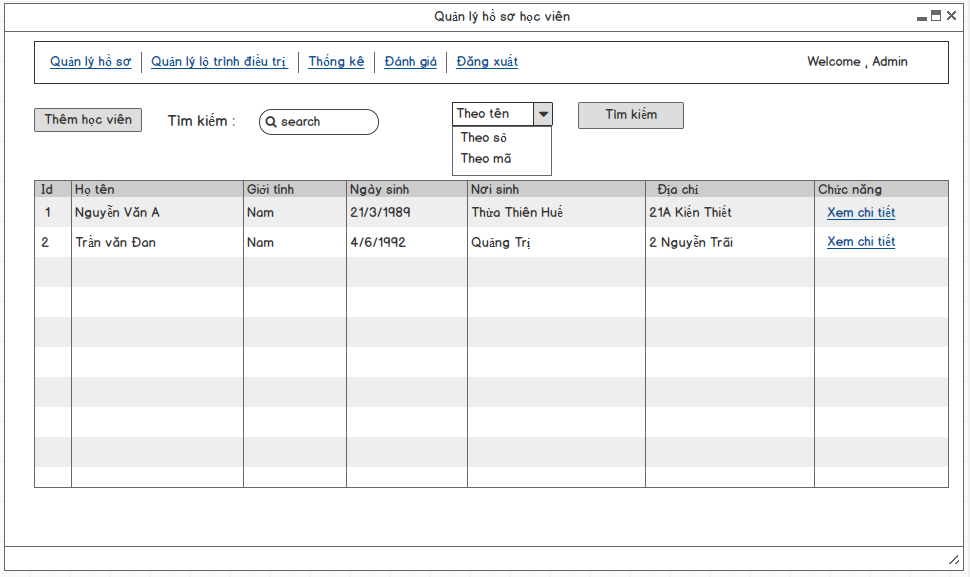 Quản lý hồ sơ học viên
Quản lý hồ sơ Quản lý lộ trình điều trị Thống kê Đánh giá Đăng xuất Welcome , Admin
Thêm học viên Tìm kiếm : search Theo tên Tìm kiếm
Theo số
Theo mã
Id Họ tên Giới tính Ngày sinh Nơi sinh Địa chỉ Chức năng
1 Nguyễn Văn A Nam 21/3/1989 Thừa Thiên Huế 21A Kiến Thiết Xem chi tiết
2 Trần văn Đan Nam 4/6/1992 Quảng Trị 2 Nguyễn Trãi Xem chi tiết